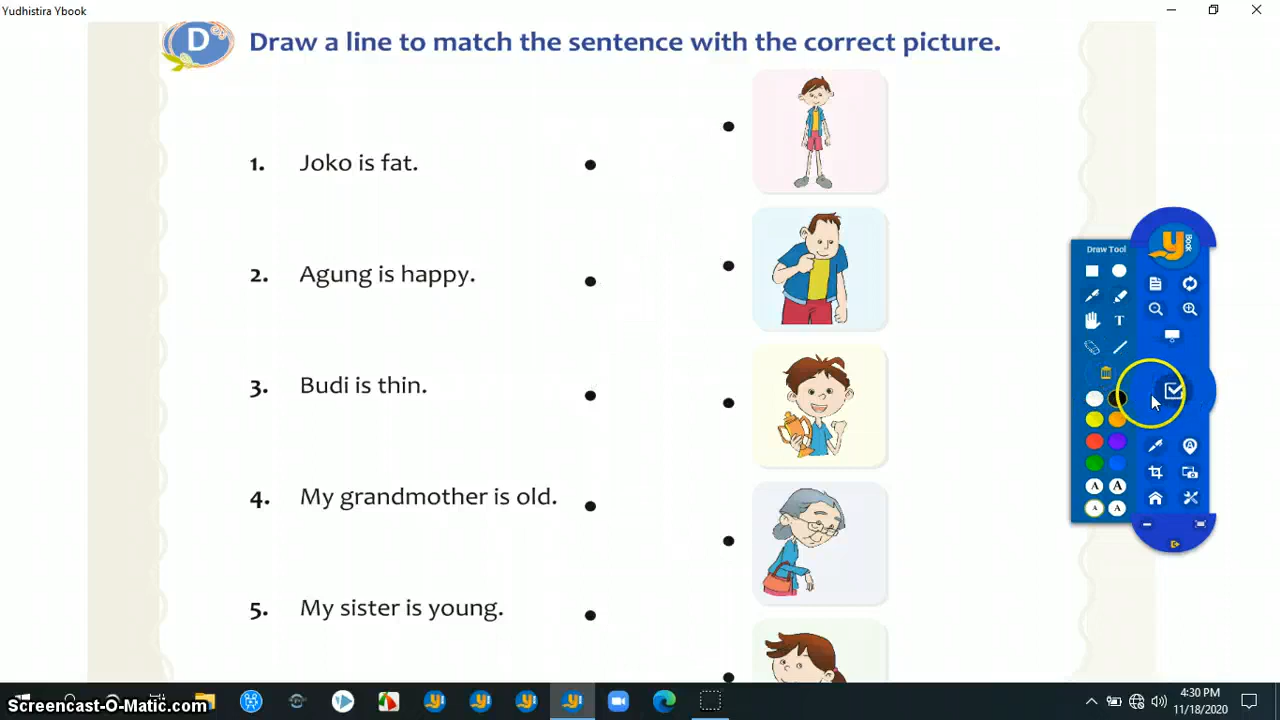 Yudhistira Ybook
D Draw a line to match the sentence with the correct picture.
1. Joko is fat.
2. Agung is happy.
3. Budi is thin.
4. My grandmother is old.
5. My sister is young.
Draw Tool
y Book
T
A A
A A
Screencast-O-Matic.com
4:30 PM
11/18/2020